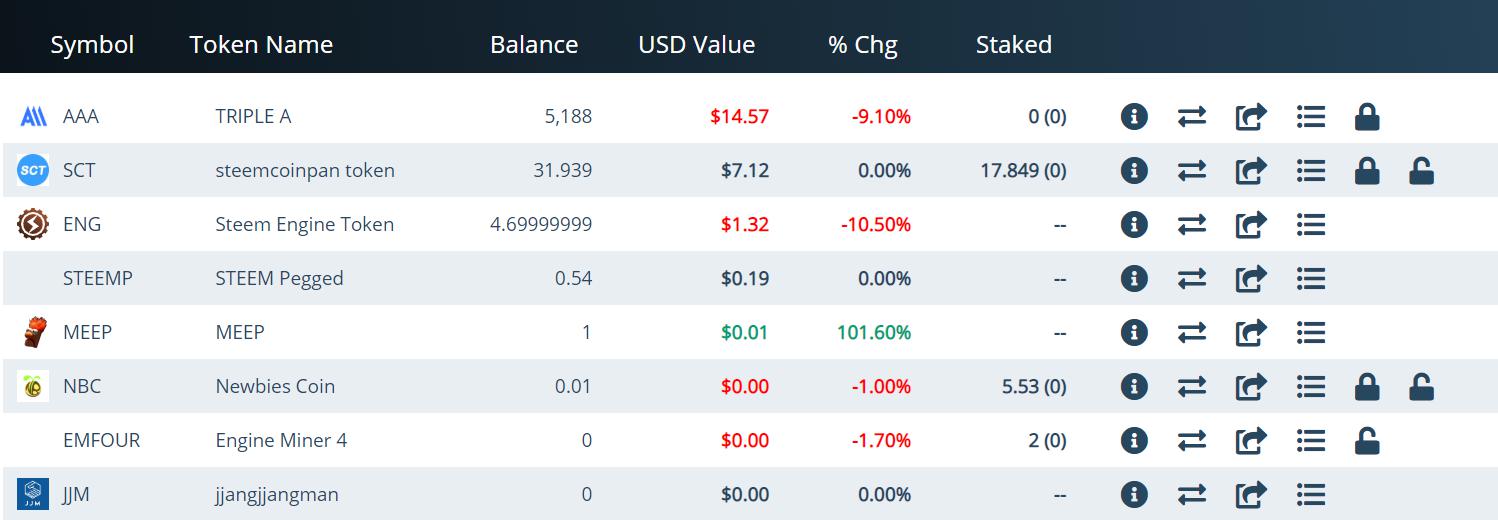 Symbol Token Name Balance USD Value % Chg Staked
AAA TRIPLE A 5,188 $14.57 -9.10% 0 (0)
SCT SCT steemcoinpan token 31.939 $7.12 0.00% 17.849 (0)
ENG Steem Engine Token 4.69999999 $1.32 -10.50% --
STEEMP STEEM Pegged 0.54 $0.19 0.00% --
MEEP MEEP 1 $0.01 101.60% --
NBC Newbies Coin 0.01 $0.00 -1.00% 5.53 (0)
EMFOUR Engine Miner 4 0 $0.00 -1.70% 2 (0)
JJM JJM jjangjjangman 0 $0.00 0.00% --